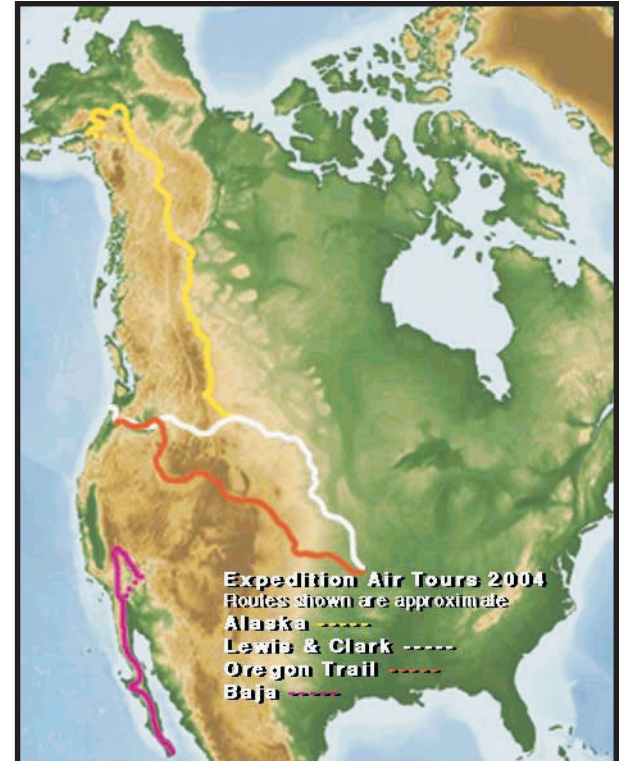 Expedition Air Tours 2004
Routes shown are approximate
Alaska -----
Lewis & Clark -----
Oregon Trail -----
Baja -----